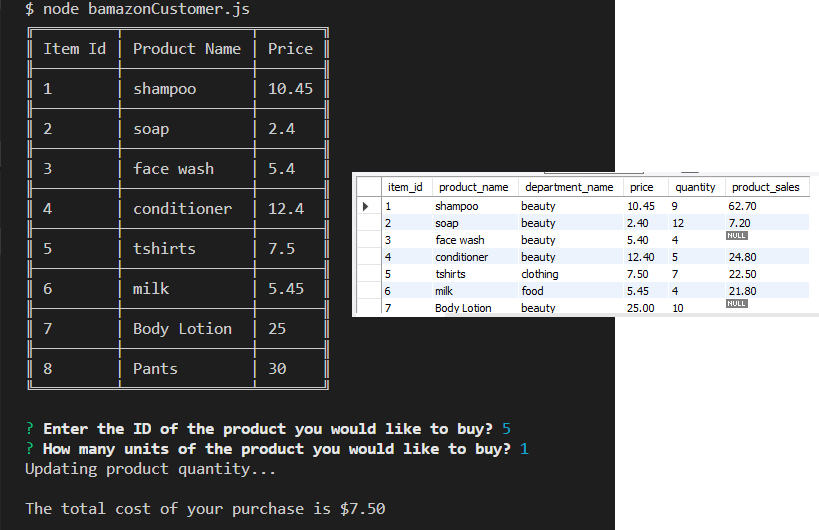 $ node bamazonCustomer.js
Item Id Product Name Price
1 shampoo 10.45
2 soap 2.4
3 face wash 5.4
4 conditioner 12.4
5 tshirts 7.5
6 milk 5.45
7 Body Lotion 25
8 Pants 30
? Enter the ID of the product you would like to buy? 5
? How many units of the product you would like to buy? 1
Updating product quantity...
The total cost of your purchase is $7.50
item_id product_name department_name price quantity product_sales
1 shampoo beauty 10.45 9 62.70
2 soap beauty 2.40 12 7.20
3 face wash beauty 5.40 4 NULL
4 conditioner beauty 12.40 5 24.80
5 tshirts clothing 7.50 7 22.50
6 milk food 5.45 4 21.80
7 Body Lotion beauty 25.00 10 NULL